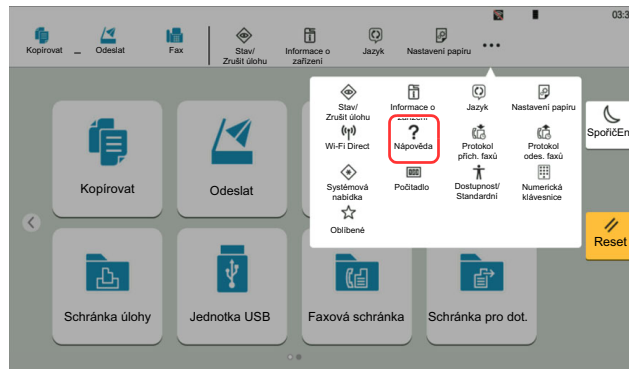 03:3
Kopírovat
Odeslat
Fax
Stav/
Zrušit úlohu
Informace o
zařízení
Jazyk
Nastavení papíru
Stav/
Zrušit úlohu
Informace o
zařízení
Jazyk
Nastavení papíru
Wi-Fi Direct
Nápověda
Protokol
přích. faxů
Protokol
odes. faxů
Systémová
nabídka
Počitadlo
Dostupnost/
Standardní
Numerická
klávesnice
Oblíbené
SpořičEn
Kopírovat
Odeslat
Reset
Schránka úlohy
Jednotka USB
Faxová schránka
Schránka pro dot.